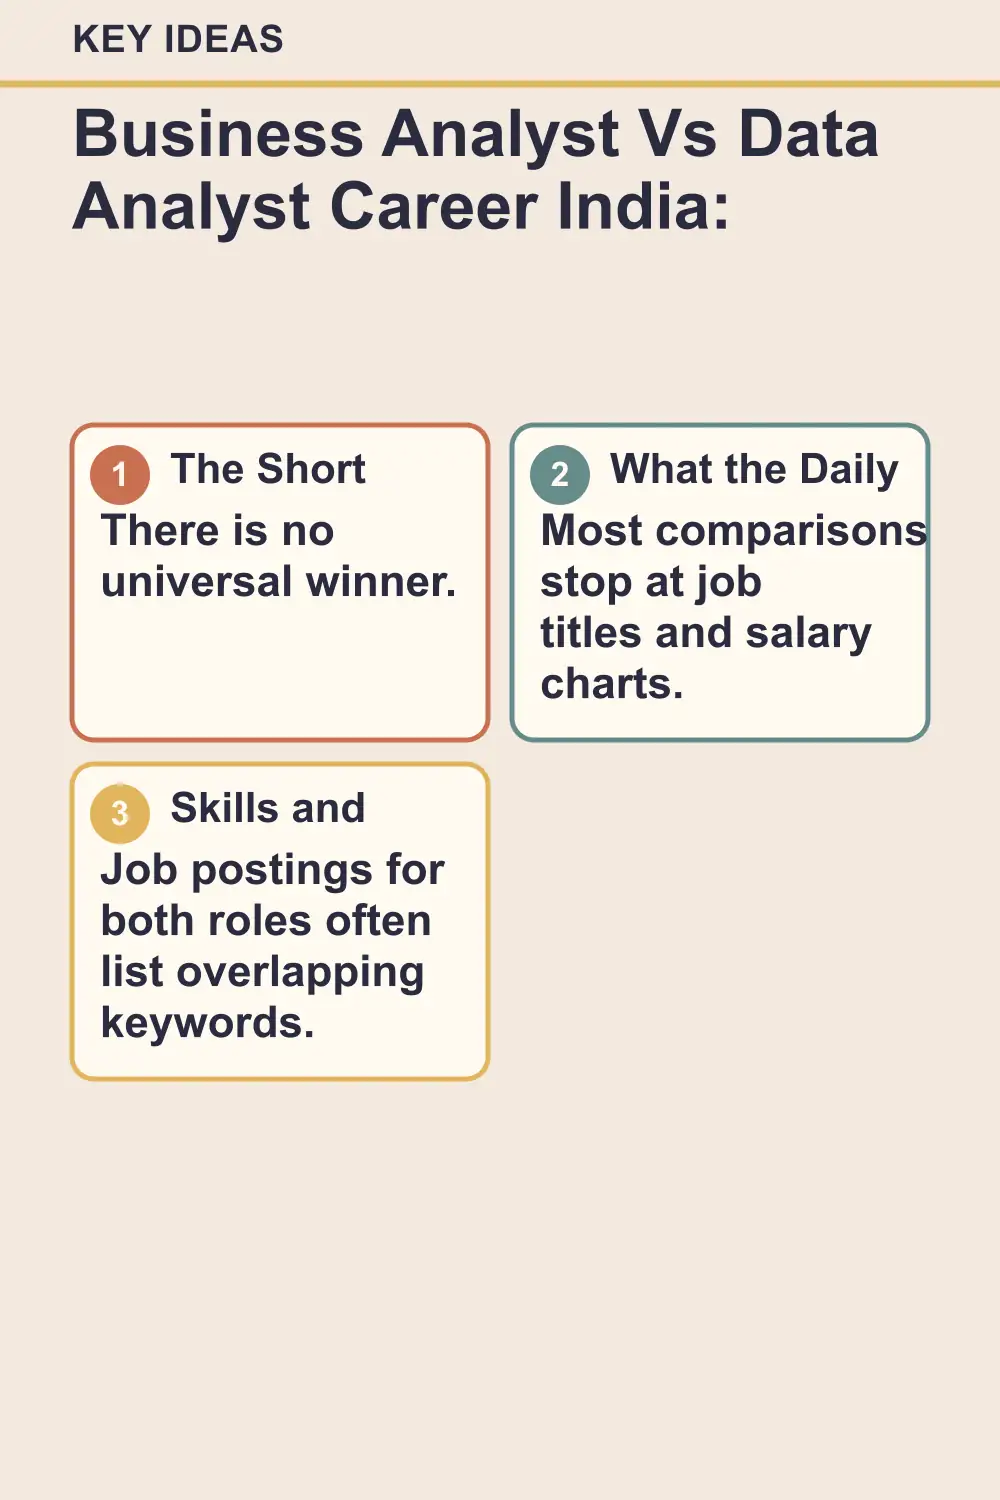 KEY IDEAS
Business Analyst Vs Data
Analyst Career India:
1 The Short
There is no
universal winner.
2 What the Daily
Most comparisons
stop at job
titles and salary
charts.
3 Skills and
Job postings for
both roles often
list overlapping
keywords.